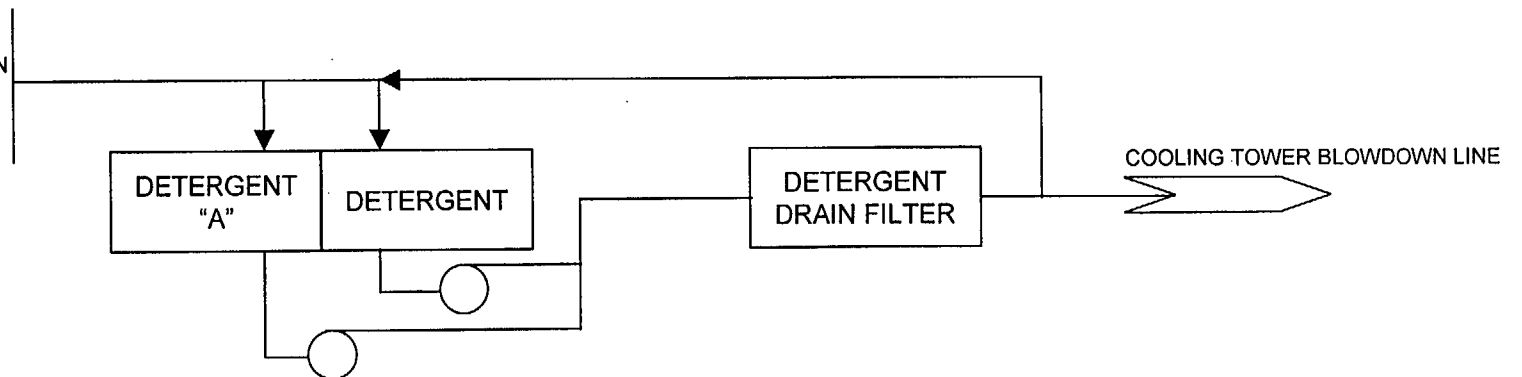 N
DETERGENT
"A"
DETERGENT
DETERGENT
DRAIN FILTER
COOLING TOWER BLOWDOWN LINE